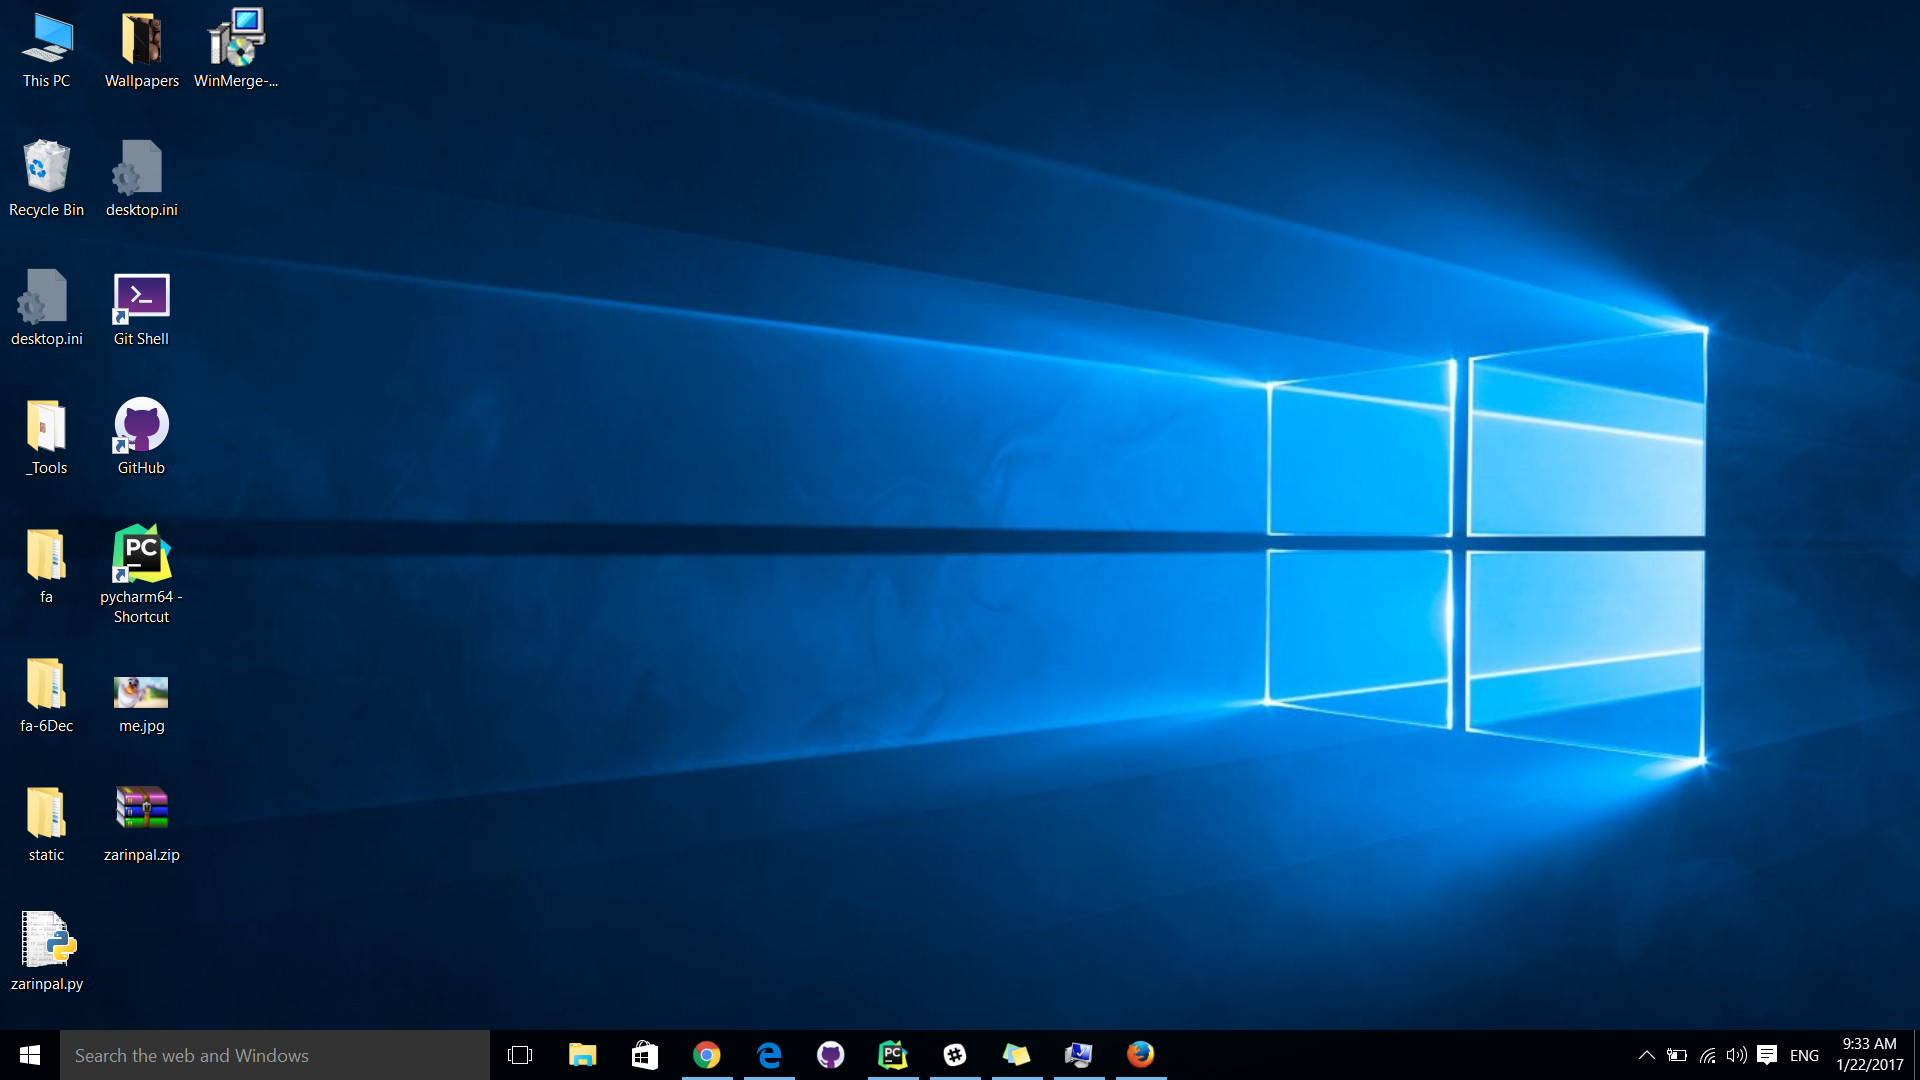 This PC
Wallpapers
WinMerge-...
Recycle Bin
desktop.ini
desktop.ini
Git Shell
_Tools
GitHub
PC
fa
pycharm64 -
Shortcut
fa-6Dec
me.jpg
static
zarinpal.zip
zarinpal.py
Search the web and Windows
PC
ENG
9:33 AM
1/22/2017